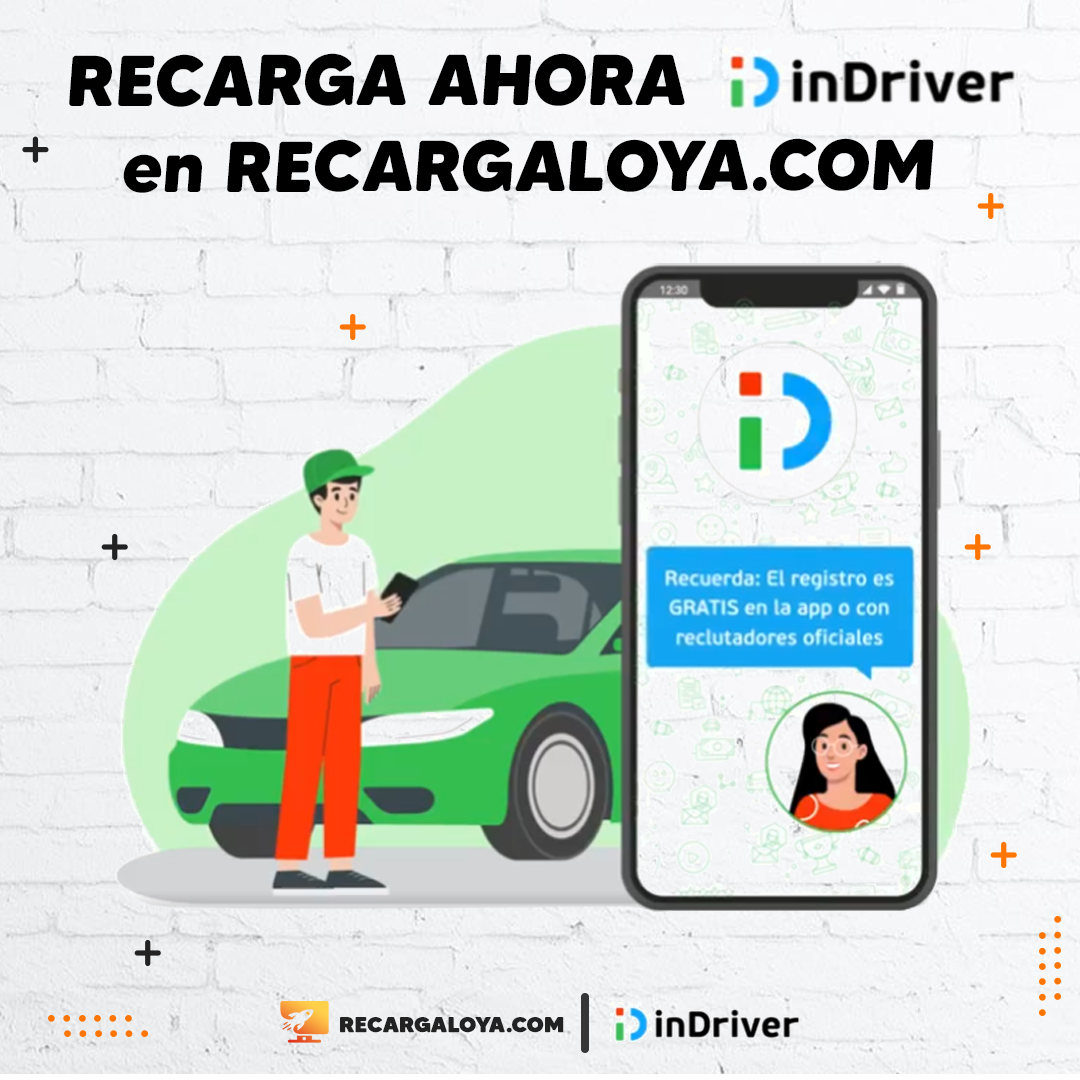 RECARGA AHORA inDriver
en RECARGALOYA.COM
12:30
Recuerda: El registro es
GRATIS en la app o con
reclutadores oficiales
RECARGALOYA.COM inDriver